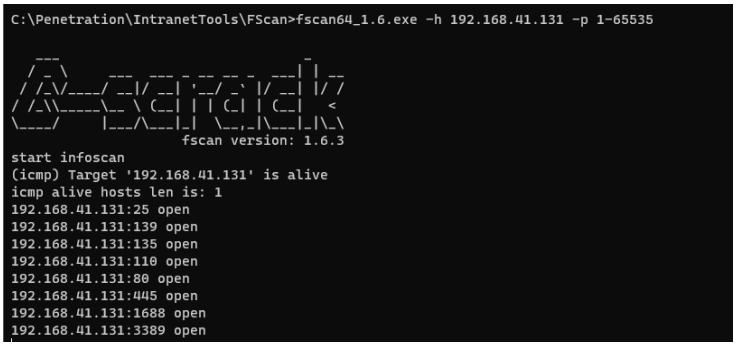 C:\Penetration\IntranetTools\FScan>fscan64_1.6.exe -h 192.168.41.131 -p 1-65535
fscan version: 1.6.3
start infoscan
(icmp) Target '192.168.41.131' is alive
icmp alive hosts len is: 1
192.168.41.131:25 open
192.168.41.131:139 open
192.168.41.131:135 open
192.168.41.131:110 open
192.168.41.131:80 open
192.168.41.131:445 open
192.168.41.131:1688 open
192.168.41.131:3389 open